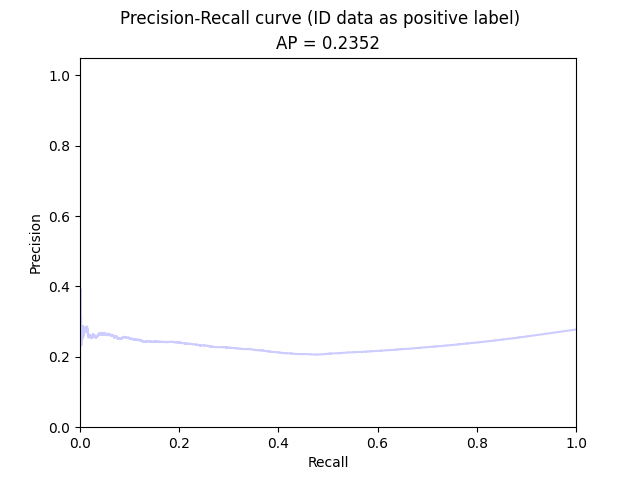 Precision-Recall curve (ID data as positive label)
AP = 0.2352
1.0
0.8
0.6
0.4
0.2
0.0
Precision
0.0 0.2 0.4 0.6 0.8 1.0
Recall